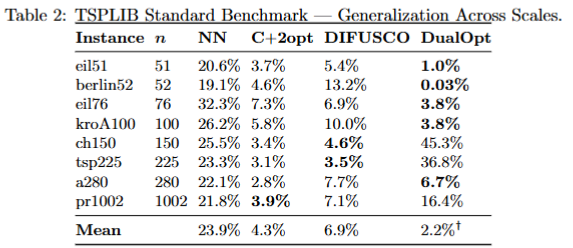 Table 2: TSPLIB Standard Benchmark — Generalization Across Scales.
Instance n NN C+2opt DIFUSCO DualOpt
eil51 51 20.6% 3.7% 5.4% 1.0%
berlin52 52 19.1% 4.6% 13.2% 0.03%
eil76 76 32.3% 7.3% 6.9% 3.8%
kroA100 100 26.2% 5.8% 10.0% 3.8%
ch150 150 25.5% 3.4% 4.6% 45.3%
tsp225 225 23.3% 3.1% 3.5% 36.8%
a280 280 22.1% 2.8% 7.7% 6.7%
pr1002 1002 21.8% 3.9% 7.1% 16.4%
Mean 23.9% 4.3% 6.9% 2.2%†